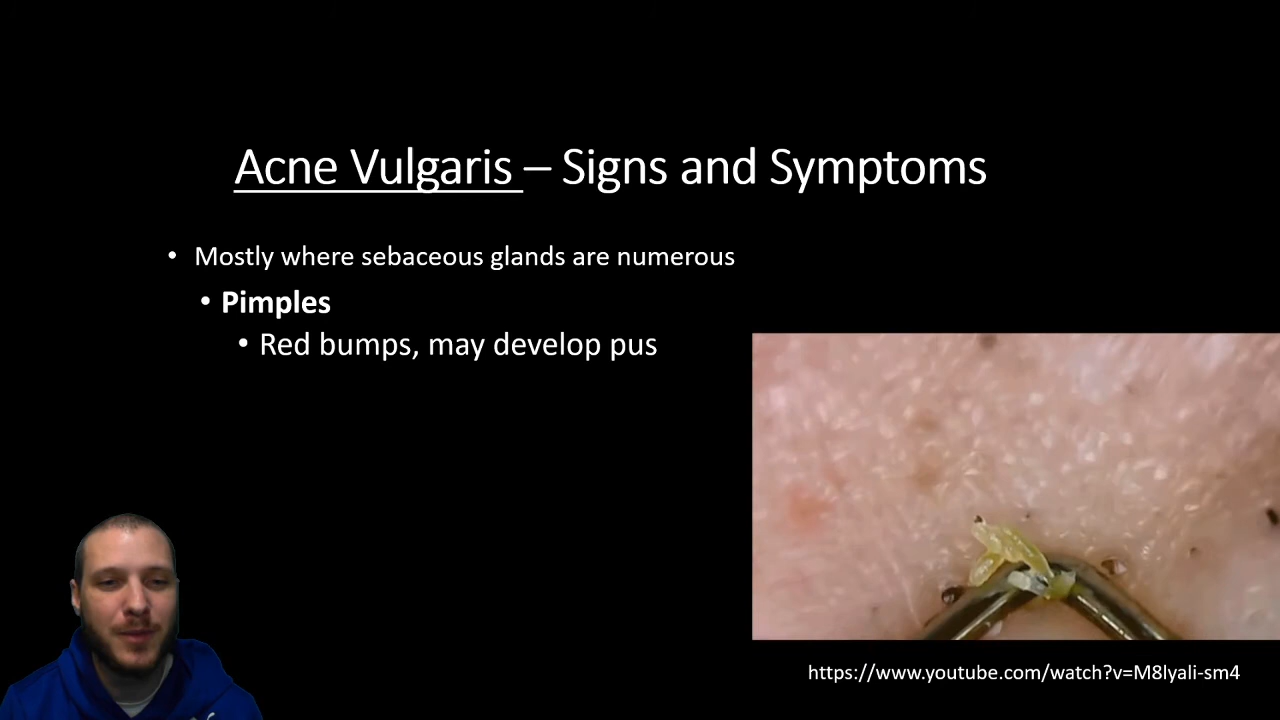 Acne Vulgaris – Signs and Symptoms
• Mostly where sebaceous glands are numerous
• Pimples
• Red bumps, may develop pus
https://www.youtube.com/watch?v=M8lyali-sm4